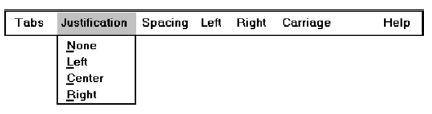 Tabs Justification Spacing Left Right Carriage Help
None
Left
Center
Right